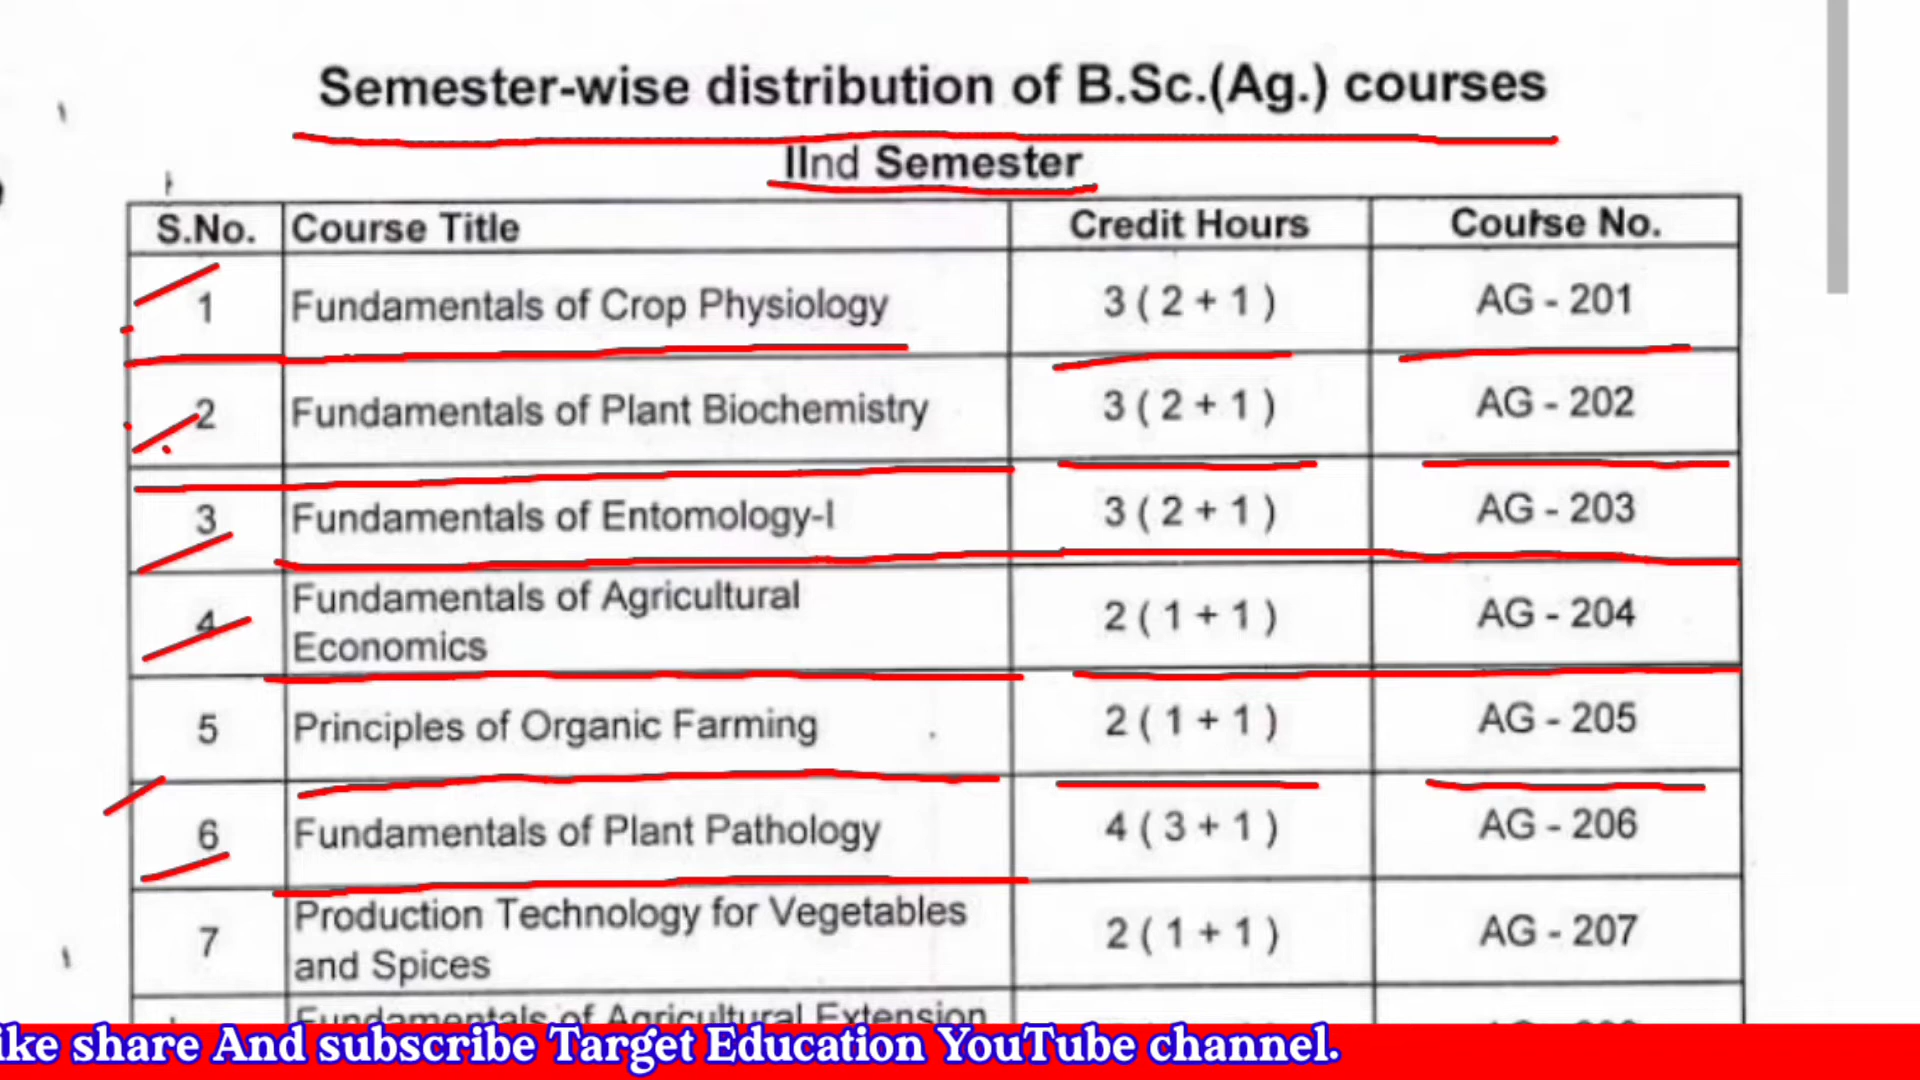 Semester-wise distribution of B.Sc.(Ag.) courses
IInd Semester
S.No. Course Title Credit Hours Course No.
1 Fundamentals of Crop Physiology 3 ( 2 + 1 ) AG - 201
2 Fundamentals of Plant Biochemistry 3 ( 2 + 1 ) AG - 202
3 Fundamentals of Entomology-I 3 ( 2 + 1 ) AG - 203
4 Fundamentals of Agricultural
Economics 2 ( 1 + 1 ) AG - 204
5 Principles of Organic Farming 2 ( 1 + 1 ) AG - 205
6 Fundamentals of Plant Pathology 4 ( 3 + 1 ) AG - 206
7 Production Technology for Vegetables
and Spices 2 ( 1 + 1 ) AG - 207
Fundamentals of Agricultural Extension
ike share And subscribe Target Education YouTube channel.